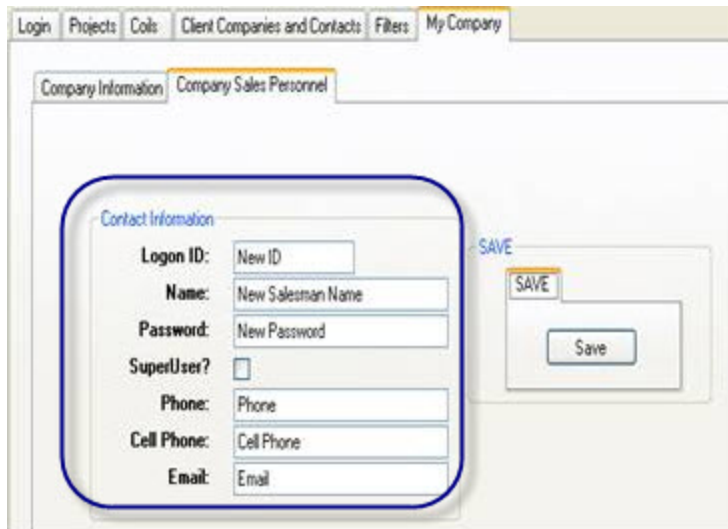 Login Projects Coils Client Companies and Contacts Filters My Company
Company Information Company Sales Personnel
Contact Information
Logon ID: New ID
Name: New Salesman Name
Password: New Password
SuperUser?
Phone: Phone
Cell Phone: Cell Phone
Email: Email
SAVE
SAVE
Save